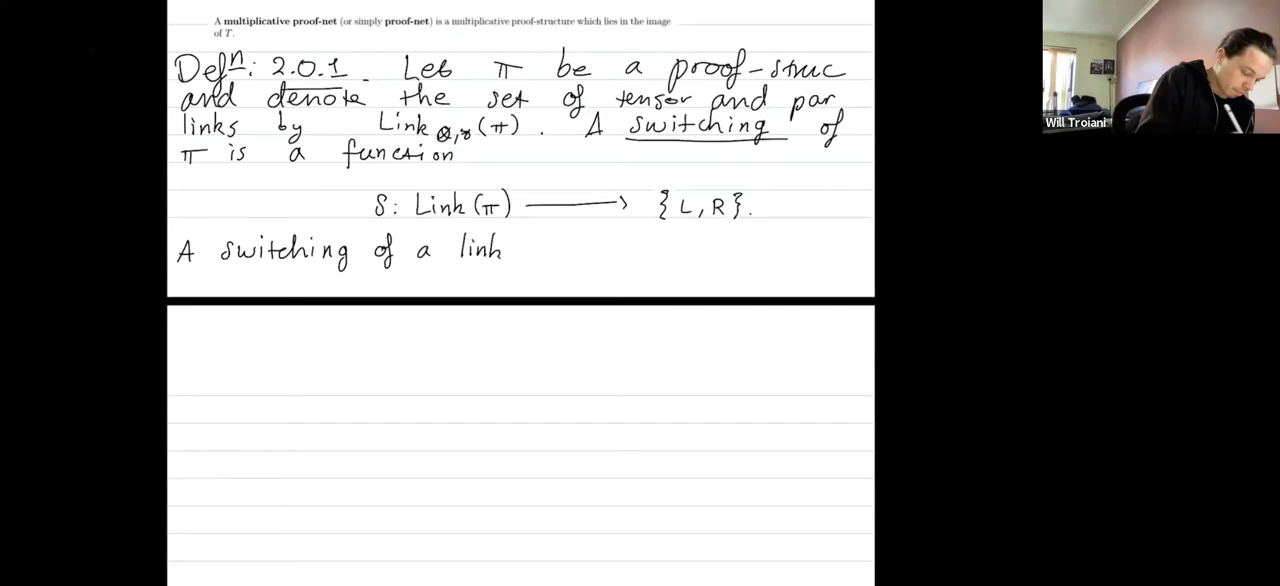 A multiplicative proof-net (or simply proof-net) is a multiplicative proof-structure which lies in the image
of T.
Defⁿ: 2.0.1. Let π be a proof-struc
and denote the set of tensor and par
links by Link⊗,⅋(π). A switching of
π is a function
S: Link(π) ⟶ {L, R}.
A switching of a link
Will Troiani